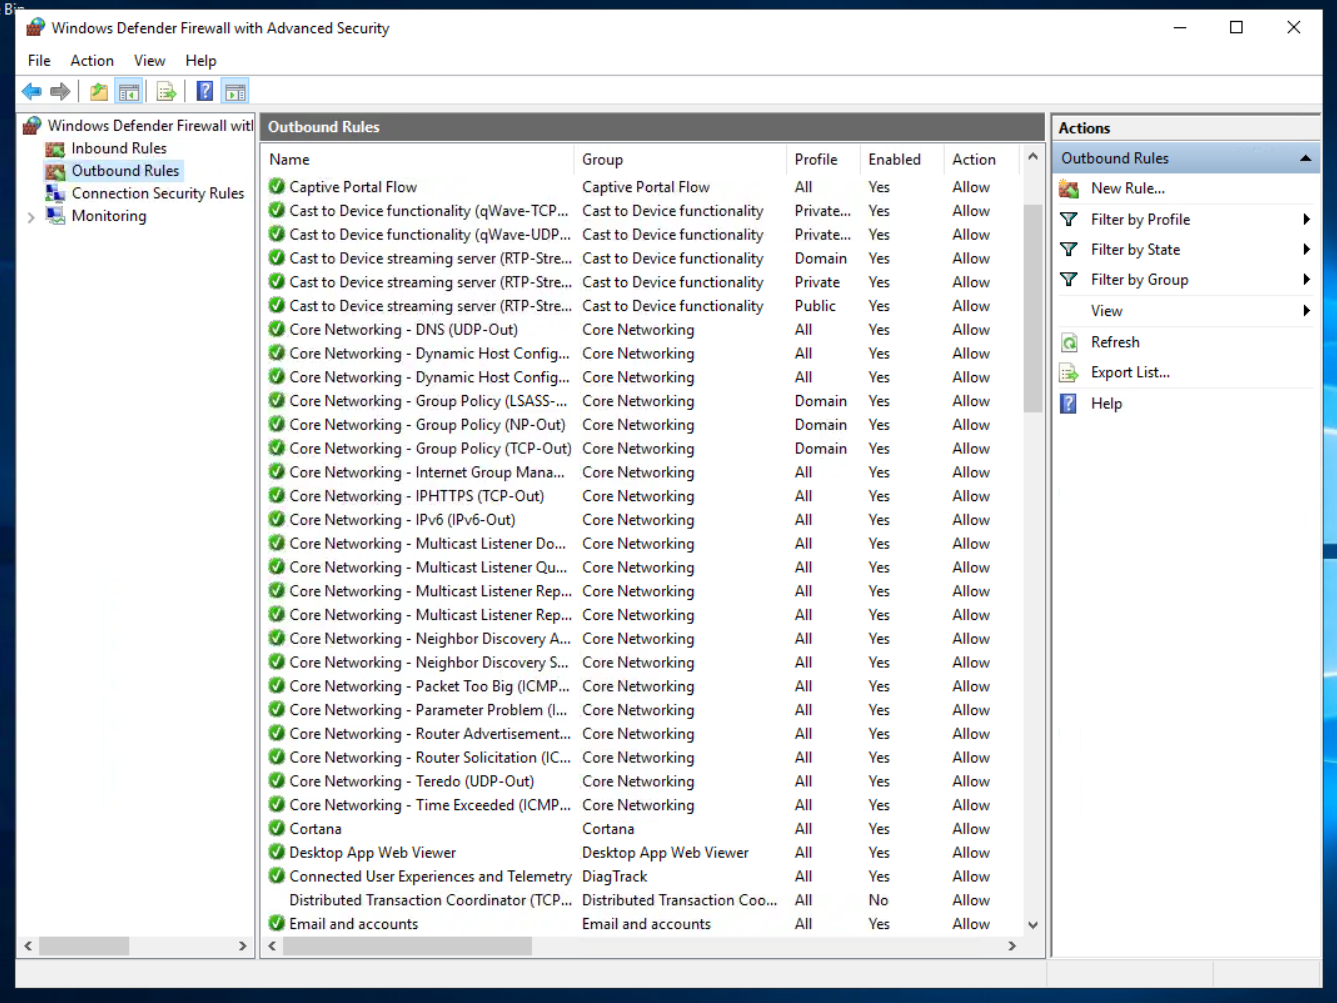 Bin
Windows Defender Firewall with Advanced Security
File Action View Help
Windows Defender Firewall witl
Inbound Rules
Outbound Rules
Connection Security Rules
Monitoring
Outbound Rules
Name Group Profile Enabled Action
Captive Portal Flow Captive Portal Flow All Yes Allow
Cast to Device functionality (qWave-TCP... Cast to Device functionality Private... Yes Allow
Cast to Device functionality (qWave-UDP... Cast to Device functionality Private... Yes Allow
Cast to Device streaming server (RTP-Stre... Cast to Device functionality Domain Yes Allow
Cast to Device streaming server (RTP-Stre... Cast to Device functionality Private Yes Allow
Cast to Device streaming server (RTP-Stre... Cast to Device functionality Public Yes Allow
Core Networking - DNS (UDP-Out) Core Networking All Yes Allow
Core Networking - Dynamic Host Config... Core Networking All Yes Allow
Core Networking - Dynamic Host Config... Core Networking All Yes Allow
Core Networking - Group Policy (LSASS-... Core Networking Domain Yes Allow
Core Networking - Group Policy (NP-Out) Core Networking Domain Yes Allow
Core Networking - Group Policy (TCP-Out) Core Networking Domain Yes Allow
Core Networking - Internet Group Mana... Core Networking All Yes Allow
Core Networking - IPHTTPS (TCP-Out) Core Networking All Yes Allow
Core Networking - IPv6 (IPv6-Out) Core Networking All Yes Allow
Core Networking - Multicast Listener Do... Core Networking All Yes Allow
Core Networking - Multicast Listener Qu... Core Networking All Yes Allow
Core Networking - Multicast Listener Rep... Core Networking All Yes Allow
Core Networking - Multicast Listener Rep... Core Networking All Yes Allow
Core Networking - Neighbor Discovery A... Core Networking All Yes Allow
Core Networking - Neighbor Discovery S... Core Networking All Yes Allow
Core Networking - Packet Too Big (ICMP... Core Networking All Yes Allow
Core Networking - Parameter Problem (I... Core Networking All Yes Allow
Core Networking - Router Advertisement... Core Networking All Yes Allow
Core Networking - Router Solicitation (IC... Core Networking All Yes Allow
Core Networking - Teredo (UDP-Out) Core Networking All Yes Allow
Core Networking - Time Exceeded (ICMP... Core Networking All Yes Allow
Cortana Cortana All Yes Allow
Desktop App Web Viewer Desktop App Web Viewer All Yes Allow
Connected User Experiences and Telemetry DiagTrack All Yes Allow
Distributed Transaction Coordinator (TCP... Distributed Transaction Coo... All No Allow
Email and accounts Email and accounts All Yes Allow
Actions
Outbound Rules
New Rule...
Filter by Profile
Filter by State
Filter by Group
View
Refresh
Export List...
Help